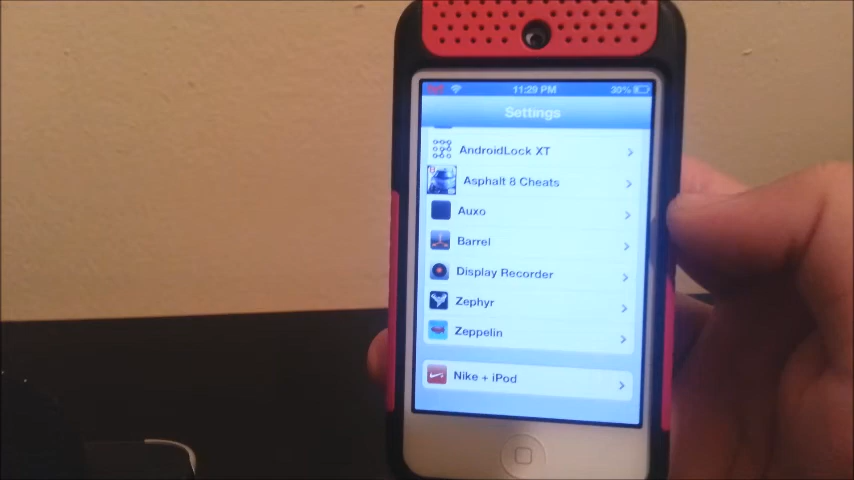 11:29 PM
30%
Settings
AndroidLock XT
Asphalt 8 Cheats
Auxo
Barrel
Display Recorder
Zephyr
Zeppelin
Nike + iPod